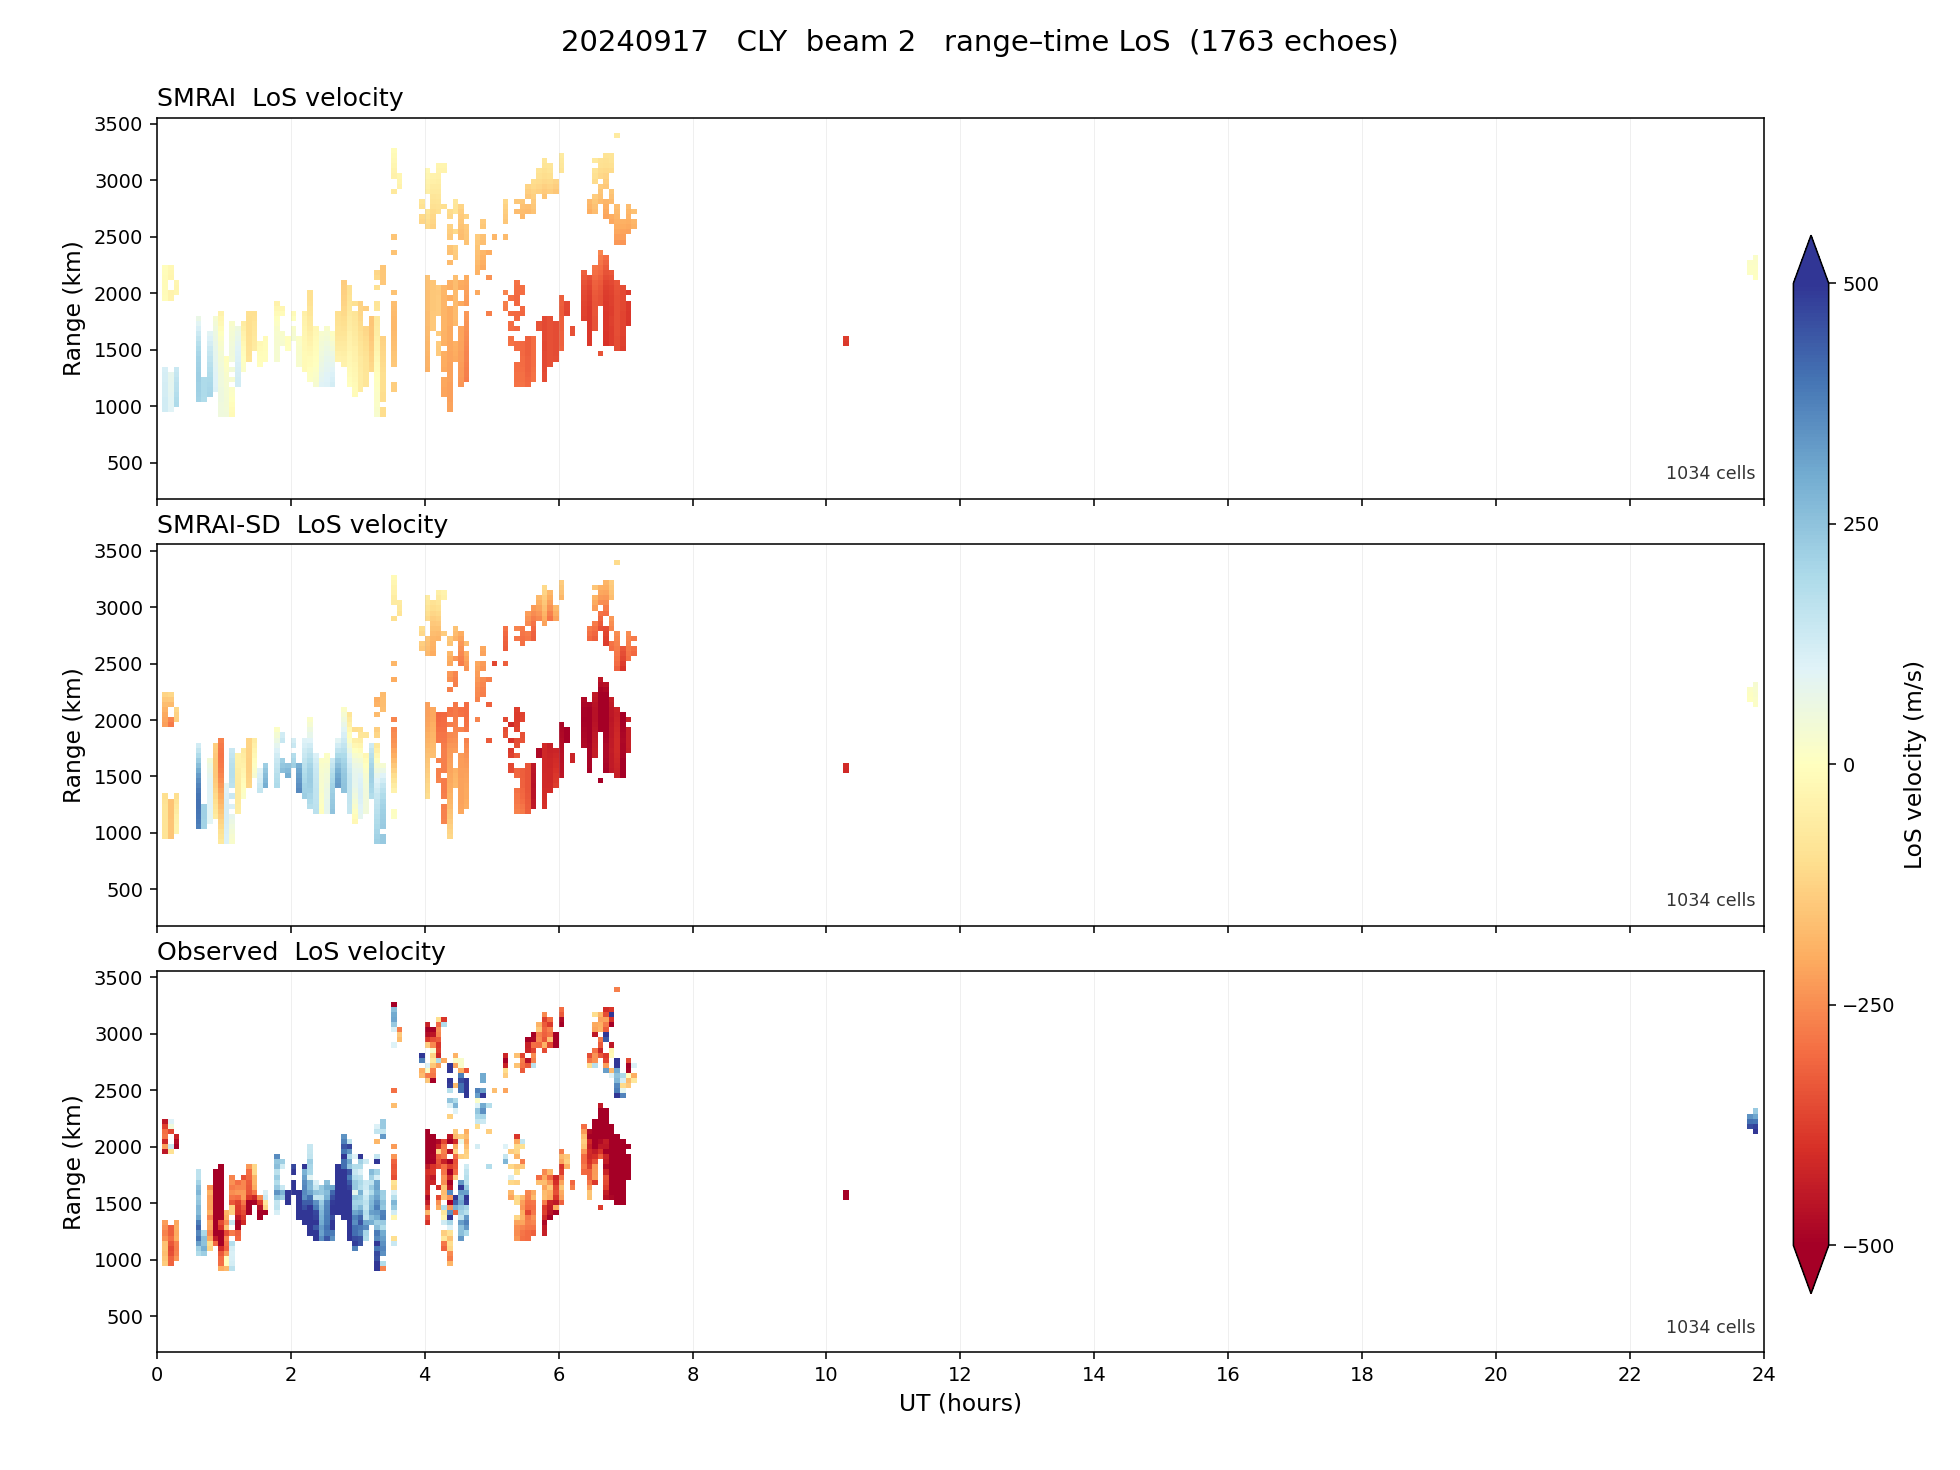 20240917   CLY  beam 2   range–time LoS  (1763 echoes)
SMRAI  LoS velocity
3500
3000
2500
2000
1500
1000
500
Range (km)
1034 cells
SMRAI-SD  LoS velocity
3500
3000
2500
2000
1500
1000
500
Range (km)
1034 cells
Observed  LoS velocity
3500
3000
2500
2000
1500
1000
500
Range (km)
1034 cells
0 2 4 6 8 10 12 14 16 18 20 22 24
UT (hours)
500
250
0
−250
−500
LoS velocity (m/s)